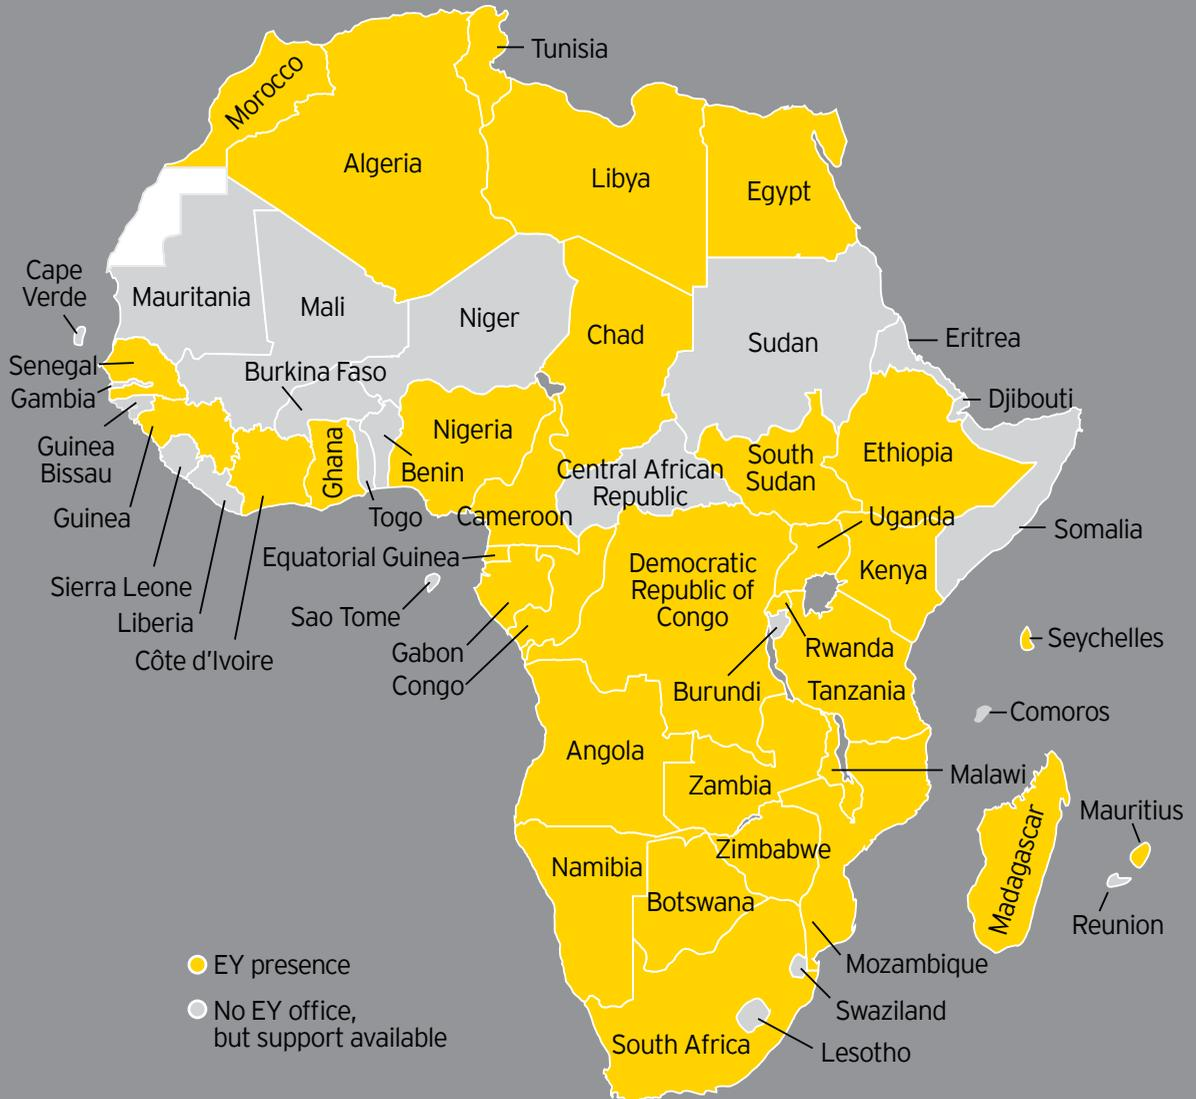 Tunisia
Morocco
Algeria
Libya
Egypt
Cape
Verde
Mauritania
Mali
Niger
Chad
Sudan
Eritrea
Senegal
Burkina Faso
Gambia
Djibouti
Guinea
Bissau
Nigeria
Ghana
Benin
Central African
Republic
South
Sudan
Ethiopia
Guinea
Togo
Cameroon
Uganda
Somalia
Equatorial Guinea
Democratic
Republic of
Congo
Kenya
Sierra Leone
Sao Tome
Liberia
Côte d'Ivoire
Gabon
Congo
Rwanda
Seychelles
Burundi
Tanzania
Comoros
Angola
Zambia
Malawi
Mauritius
Zimbabwe
Namibia
Botswana
Madagascar
Reunion
Mozambique
Swaziland
South Africa
Lesotho
EY presence
No EY office,
but support available